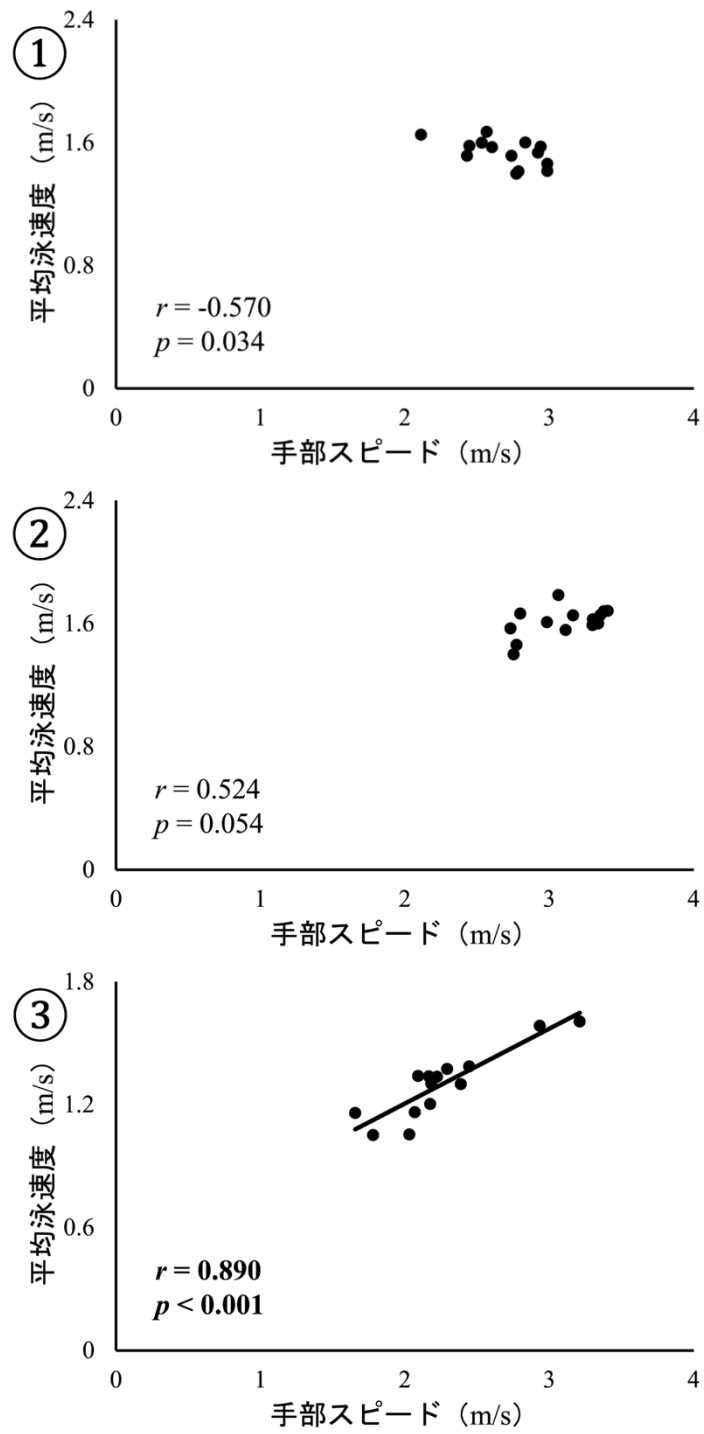 ①
2.4
1.6
0.8
0
平均泳速度（m/s）
r = -0.570
p = 0.034
0 1 2 3 4
手部スピード（m/s）
②
2.4
1.6
0.8
0
平均泳速度（m/s）
r = 0.524
p = 0.054
0 1 2 3 4
手部スピード（m/s）
③
1.8
1.2
0.6
0
平均泳速度（m/s）
r = 0.890
p < 0.001
0 1 2 3 4
手部スピード（m/s）